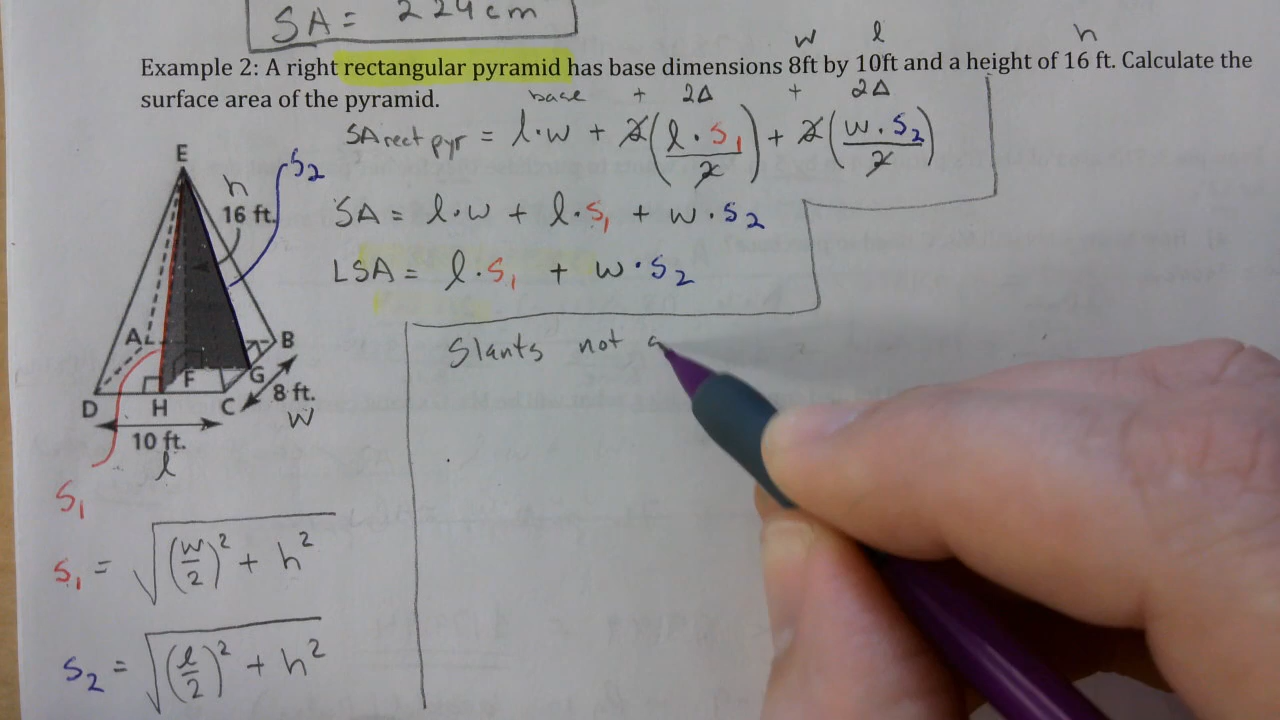 SA = 224cm
w l h
Example 2: A right rectangular pyramid has base dimensions 8ft by 10ft and a height of 16 ft. Calculate the
surface area of the pyramid.
base + 2Δ + 2Δ
SA rect pyr = l·w + 2(l·s₁/2) + 2(w·s₂/2)
SA = l·w + l·s₁ + w·s₂
LSA = l·s₁ + w·s₂
Slants not
E
s₂
h
16 ft.
A
B
F
G
D
H
C
8 ft.
w
10 ft.
l
s₁
s₁ = √((w/2)² + h²)
s₂ = √((l/2)² + h²)